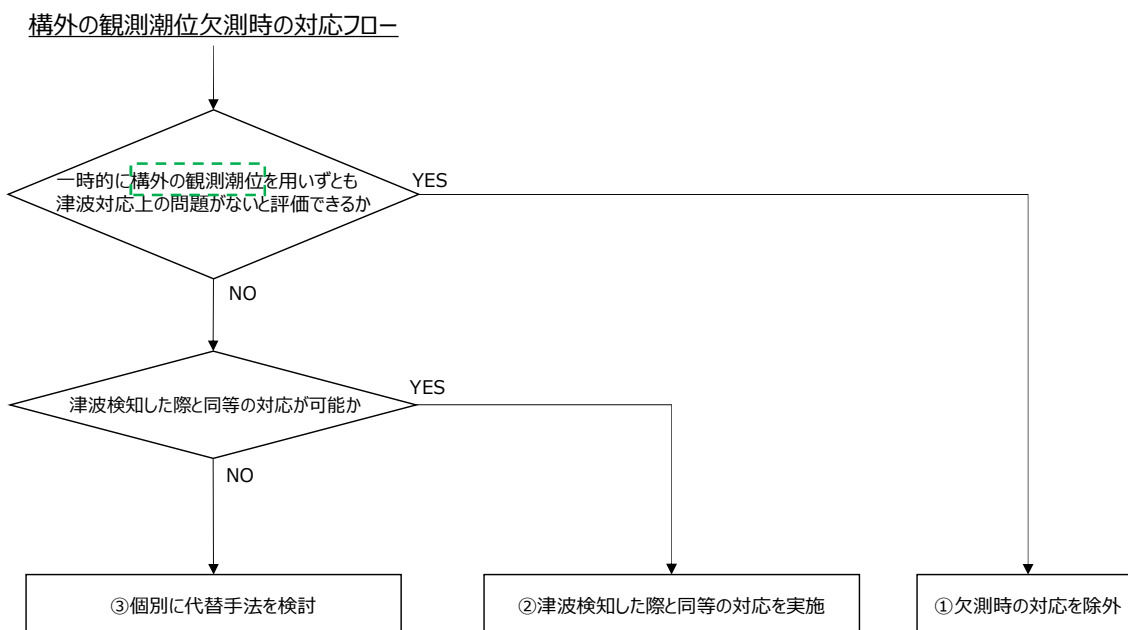 構外の観測潮位欠測時の対応フロー
一時的に構外の観測潮位を用いずとも
津波対応上の問題がないと評価できるか
YES
NO
津波検知した際と同等の対応が可能か
YES
NO
③個別に代替手法を検討
②津波検知した際と同等の対応を実施
①欠測時の対応を除外